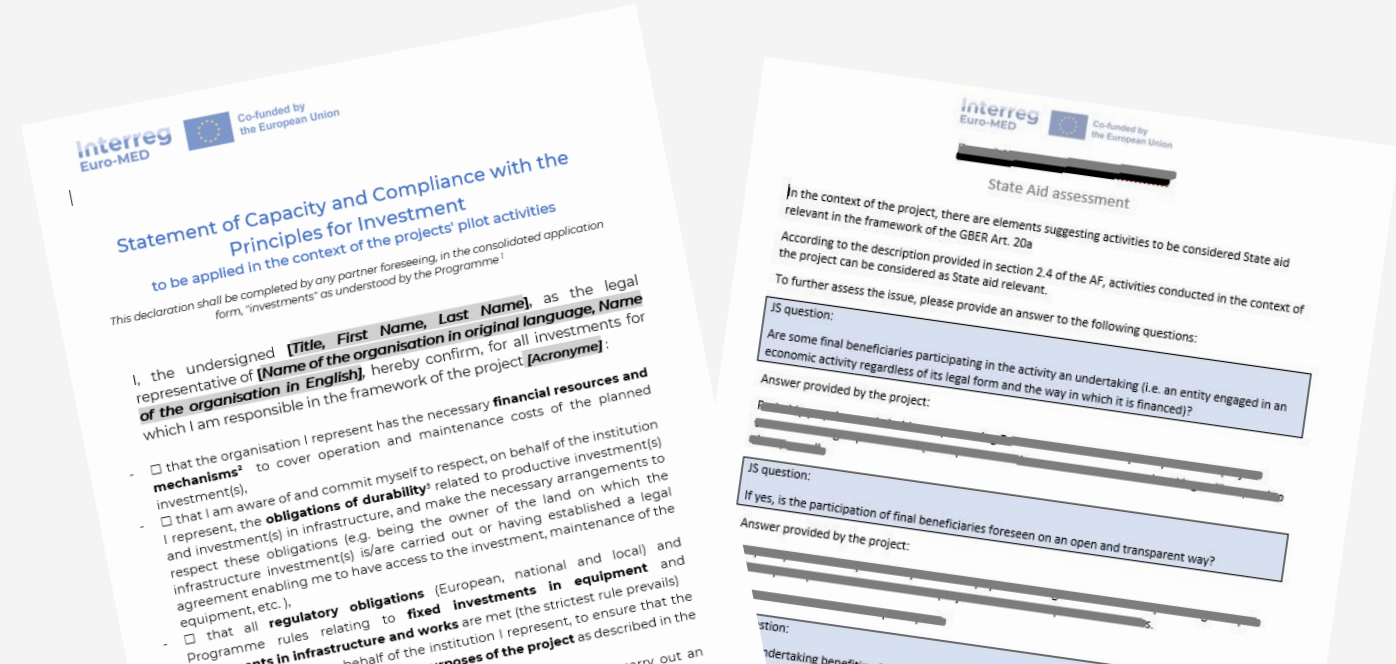 Interreg
Euro-MED
Co-funded by
the European Union
Statement of Capacity and Compliance with the
Principles for Investment
to be applied in the context of the projects' pilot activities
This declaration shall be completed by any partner foreseeing, in the consolidated application
form, "investments" as understood by the Programme ¹
I, the undersigned [Title, First Name, Last Name], as the legal
representative of [Name of the organisation in original language, Name
of the organisation in English], hereby confirm, for all investments for
which I am responsible in the framework of the project [Acronyme] :
- ☐ that the organisation I represent has the necessary financial resources and
mechanisms² to cover operation and maintenance costs of the planned
investment(s),
- ☐ that I am aware of and commit myself to respect, on behalf of the institution
I represent, the obligations of durability³ related to productive investment(s)
and investment(s) in infrastructure, and make the necessary arrangements to
respect these obligations (e.g. being the owner of the land on which the
infrastructure investment(s) is/are carried out or having established a legal
agreement enabling me to have access to the investment, maintenance of the
equipment, etc. ),
- ☐ that all regulatory obligations (European, national and local) and
Programme rules relating to fixed investments in equipment and
nts in infrastructure and works are met (the strictest rule prevails)
behalf of the institution I represent, to ensure that the
rposes of the project as described in the
carry out an
Interreg
Euro-MED
Co-funded by
the European Union
State Aid assessment
In the context of the project, there are elements suggesting activities to be considered State aid
relevant in the framework of the GBER Art. 20a
According to the description provided in section 2.4 of the AF, activities conducted in the context of
the project can be considered as State aid relevant.
To further assess the issue, please provide an answer to the following questions:
JS question:
Are some final beneficiaries participating in the activity an undertaking (i.e. an entity engaged in an
economic activity regardless of its legal form and the way in which it is financed)?
Answer provided by the project:
JS question:
If yes, is the participation of final beneficiaries foreseen on an open and transparent way?
Answer provided by the project:
stion: